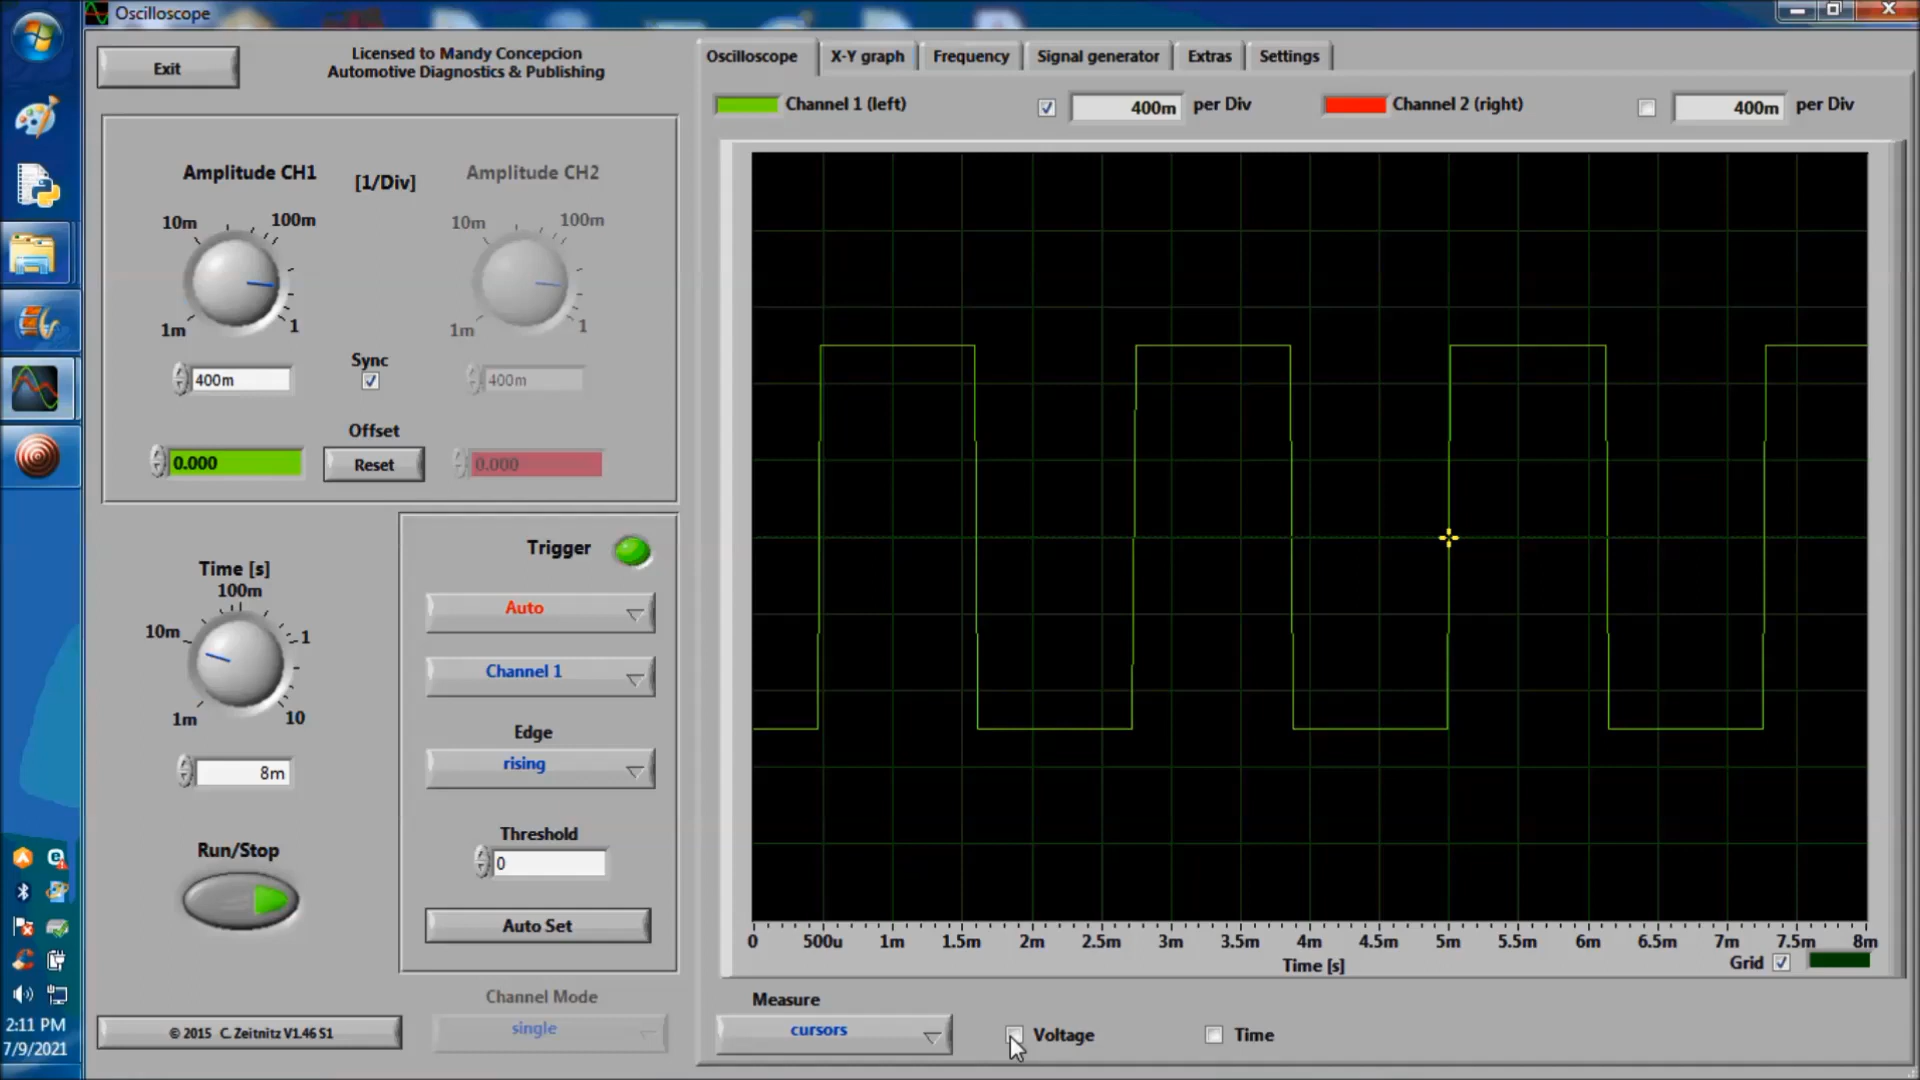 Oscilloscope
Exit
Licensed to Mandy Concepcion
Automotive Diagnostics & Publishing
Oscilloscope
X-Y graph
Frequency
Signal generator
Extras
Settings
Channel 1 (left)
400m per Div
Channel 2 (right)
400m per Div
Amplitude CH1
[1/Div]
Amplitude CH2
10m
100m
1m
1
10m
100m
1m
1
Sync
400m
400m
Offset
0.000
Reset
0.000
Time [s]
100m
10m
1
1m
10
8m
Run/Stop
Trigger
Auto
Channel 1
Edge
rising
Threshold
0
Auto Set
Channel Mode
single
© 2015 C. Zeitnitz V1.46 S1
0 500u 1m 1.5m 2m 2.5m 3m 3.5m 4m 4.5m 5m 5.5m 6m 6.5m 7m 7.5m 8m
Time [s]
Grid
Measure
cursors
Voltage
Time
2:11 PM
7/9/2021